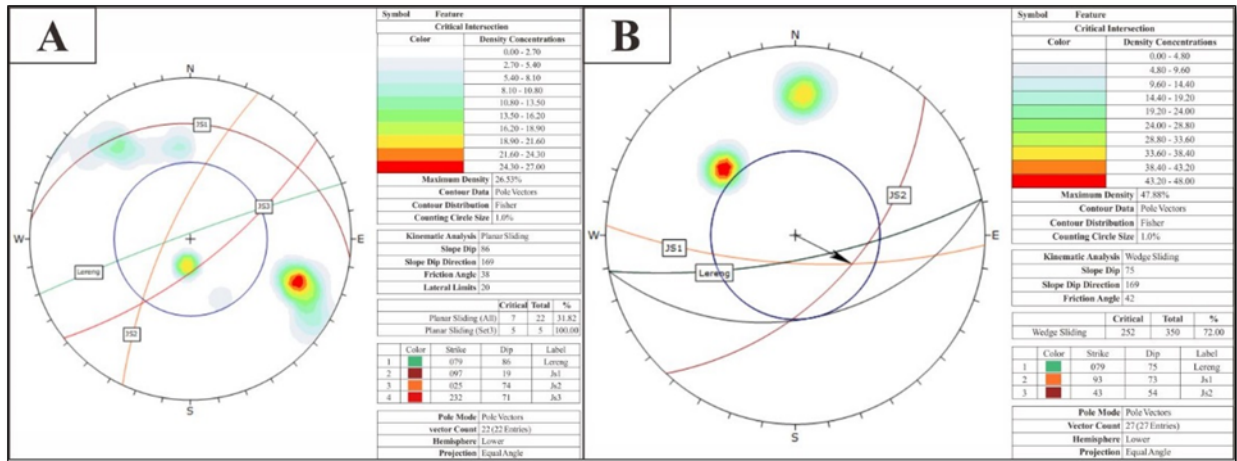 A
N
JS1
JS3
W
E
Lereng
JS2
S
Symbol Feature
Critical Intersection
Color Density Concentrations
0.00 - 2.70
2.70 - 5.40
5.40 - 8.10
8.10 - 10.80
10.80 - 13.50
13.50 - 16.20
16.20 - 18.90
18.90 - 21.60
21.60 - 24.30
24.30 - 27.00
Maximum Density 26.53%
Contour Data Pole Vectors
Contour Distribution Fisher
Counting Circle Size 1.0%
Kinematic Analysis Planar Sliding
Slope Dip 86
Slope Dip Direction 169
Friction Angle 38
Lateral Limits 20
Critical Total %
Planar Sliding (All) 7 22 31.82
Planar Sliding (Set3) 5 5 100.00
Color Strike Dip Label
1 079 86 Lereng
2 097 19 Js1
3 025 74 Js2
4 232 71 Js3
Pole Mode Pole Vectors
vector Count 22 (22 Entries)
Hemisphere Lower
Projection Equal Angle
B
N
JS2
W
E
JS1
Lereng
S
Symbol Feature
Critical Intersection
Color Density Concentrations
0.00 - 4.80
4.80 - 9.60
9.60 - 14.40
14.40 - 19.20
19.20 - 24.00
24.00 - 28.80
28.80 - 33.60
33.60 - 38.40
38.40 - 43.20
43.20 - 48.00
Maximum Density 47.88%
Contour Data Pole Vectors
Contour Distribution Fisher
Counting Circle Size 1.0%
Kinematic Analysis Wedge Sliding
Slope Dip 75
Slope Dip Direction 169
Friction Angle 42
Critical Total %
Wedge Sliding 252 350 72.00
Color Strike Dip Label
1 079 75 Lereng
2 93 73 Js1
3 43 54 Js2
Pole Mode Pole Vectors
Vector Count 27 (27 Entries)
Hemisphere Lower
Projection Equal Angle